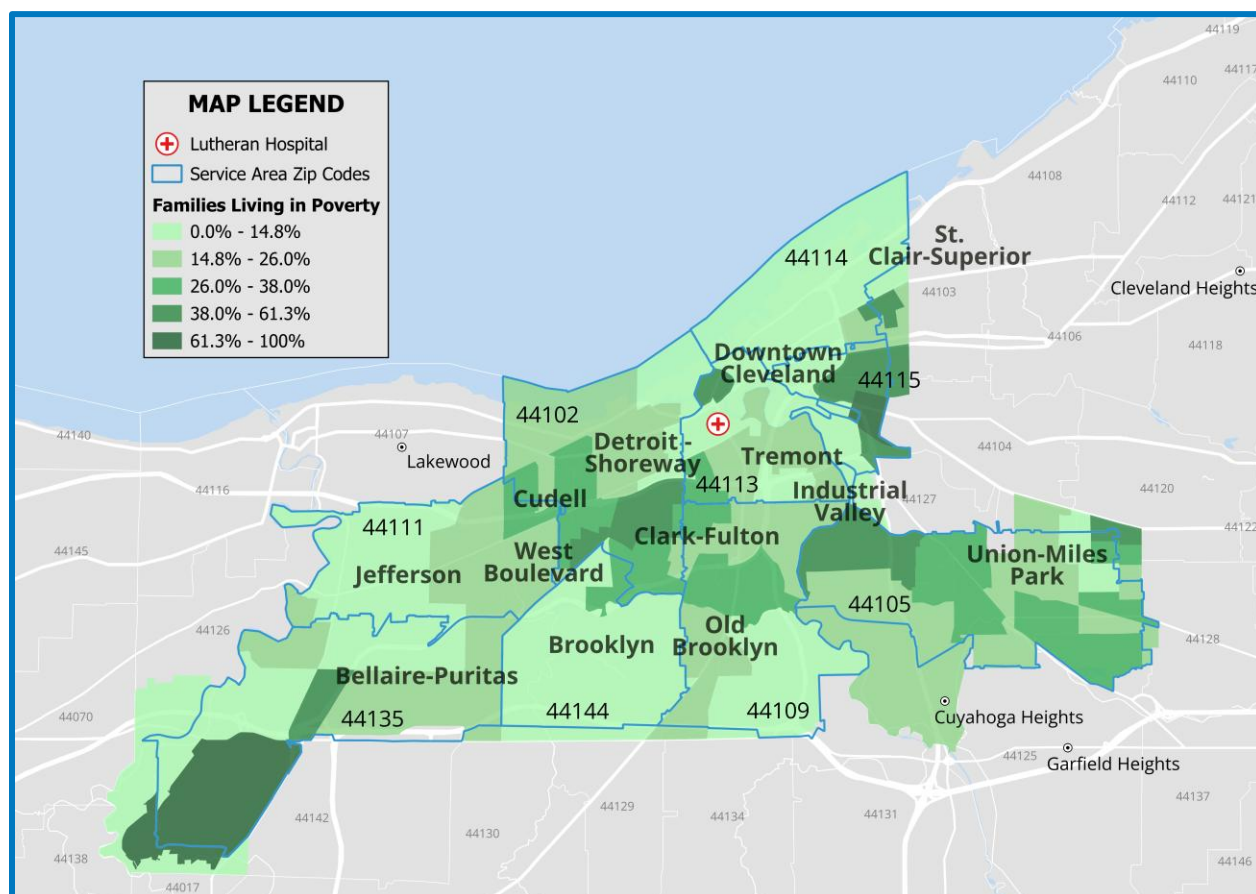 MAP LEGEND
Lutheran Hospital
Service Area Zip Codes
Families Living in Poverty
0.0% - 14.8%
14.8% - 26.0%
26.0% - 38.0%
38.0% - 61.3%
61.3% - 100%
44119
44117
44110
44108
44121
44112
44114
St.
Clair-Superior
44103
Cleveland Heights
44106
44118
Downtown
Cleveland
44115
44102
44140
44107
Lakewood
Detroit -
Shoreway
44104
Tremont
44113
44116
Cudell
Industrial
Valley
44127
44120
44111
44122
44145
Clark-Fulton
West
Boulevard
Jefferson
Union-Miles
Park
44105
44126
Brooklyn
Old
Brooklyn
44128
Bellaire-Puritas
44070
44135
44144
44109
Cuyahoga Heights
44125
Garfield Heights
44142
44129
44134
44131
44137
44130
44138
44017
44146